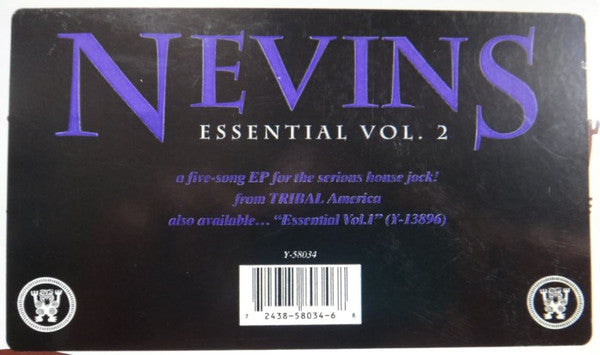 NEVINS
ESSENTIAL VOL. 2
a five-song EP for the serious house jock!
from TRIBAL America
also available... "Essential Vol.1" (Y-13896)
Y-58034
7 2438-58034-6 8